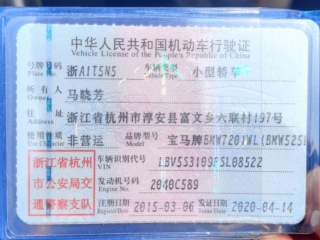 中华人民共和国机动车行驶证
Vehicle License of the People's Republic of China
号牌号码 浙A1T5N5 车辆类型 小型轿车
Plate No. Vehicle Type
所有人 马晓芳
Owner
住址 浙江省杭州市淳安县富文乡六联村197号
Address
使用性质 非营运 品牌型号 宝马牌BMW7201WL(BMW525L
Use Character
浙江省杭州
市公安局交
通警察支队
车辆识别代号 LBV5S3109FSL08522
VIN
发动机号码 2040C589
Engine No.
注册日期 2015-03-06 发证日期 2020-04-14
Register Date Issue Date